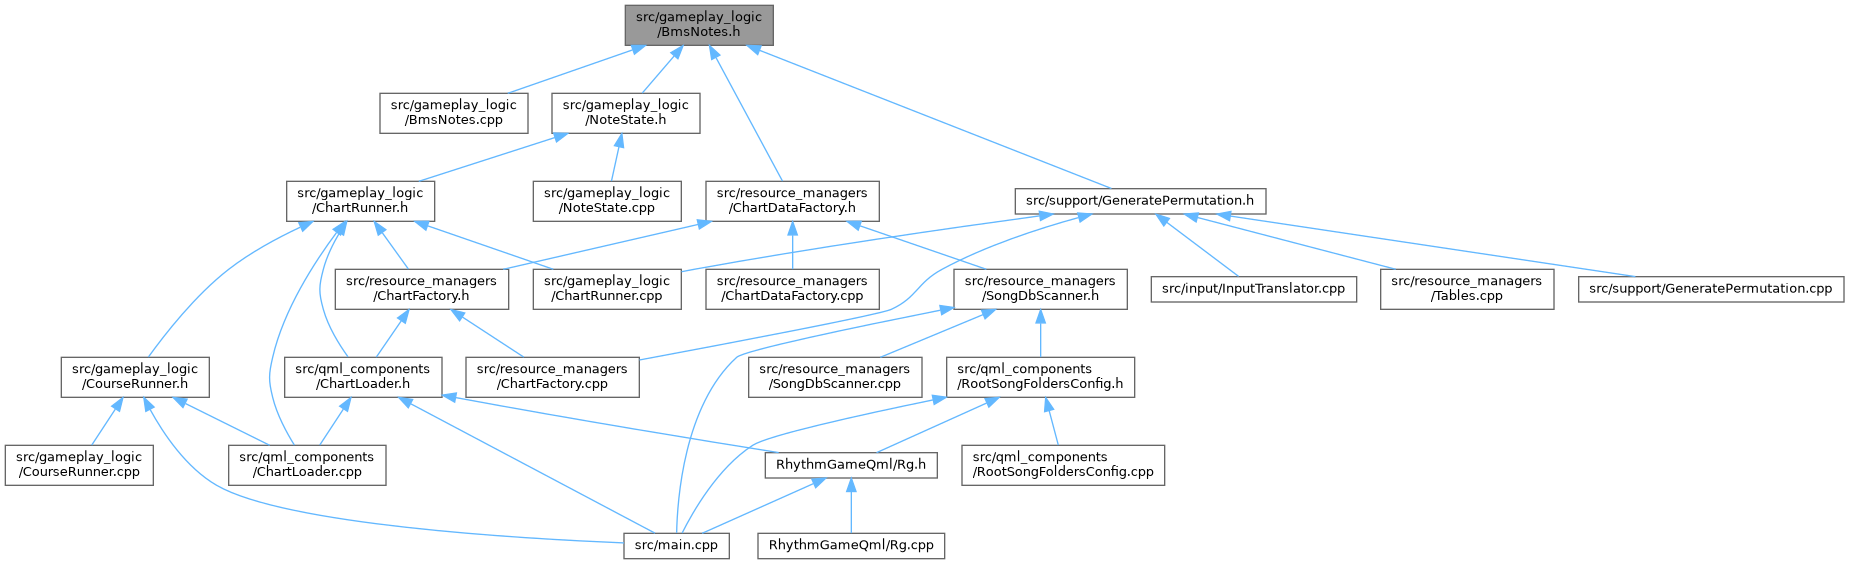 src/gameplay_logic
/BmsNotes.h
src/gameplay_logic
/BmsNotes.cpp
src/gameplay_logic
/NoteState.h
src/gameplay_logic
/ChartRunner.h
src/gameplay_logic
/NoteState.cpp
src/resource_managers
/ChartDataFactory.h
src/support/GeneratePermutation.h
src/resource_managers
/ChartFactory.h
src/gameplay_logic
/ChartRunner.cpp
src/resource_managers
/ChartDataFactory.cpp
src/resource_managers
/SongDbScanner.h
src/input/InputTranslator.cpp
src/resource_managers
/Tables.cpp
src/support/GeneratePermutation.cpp
src/gameplay_logic
/CourseRunner.h
src/qml_components
/ChartLoader.h
src/resource_managers
/ChartFactory.cpp
src/resource_managers
/SongDbScanner.cpp
src/qml_components
/RootSongFoldersConfig.h
src/gameplay_logic
/CourseRunner.cpp
src/qml_components
/ChartLoader.cpp
RhythmGameQml/Rg.h
src/qml_components
/RootSongFoldersConfig.cpp
src/main.cpp
RhythmGameQml/Rg.cpp